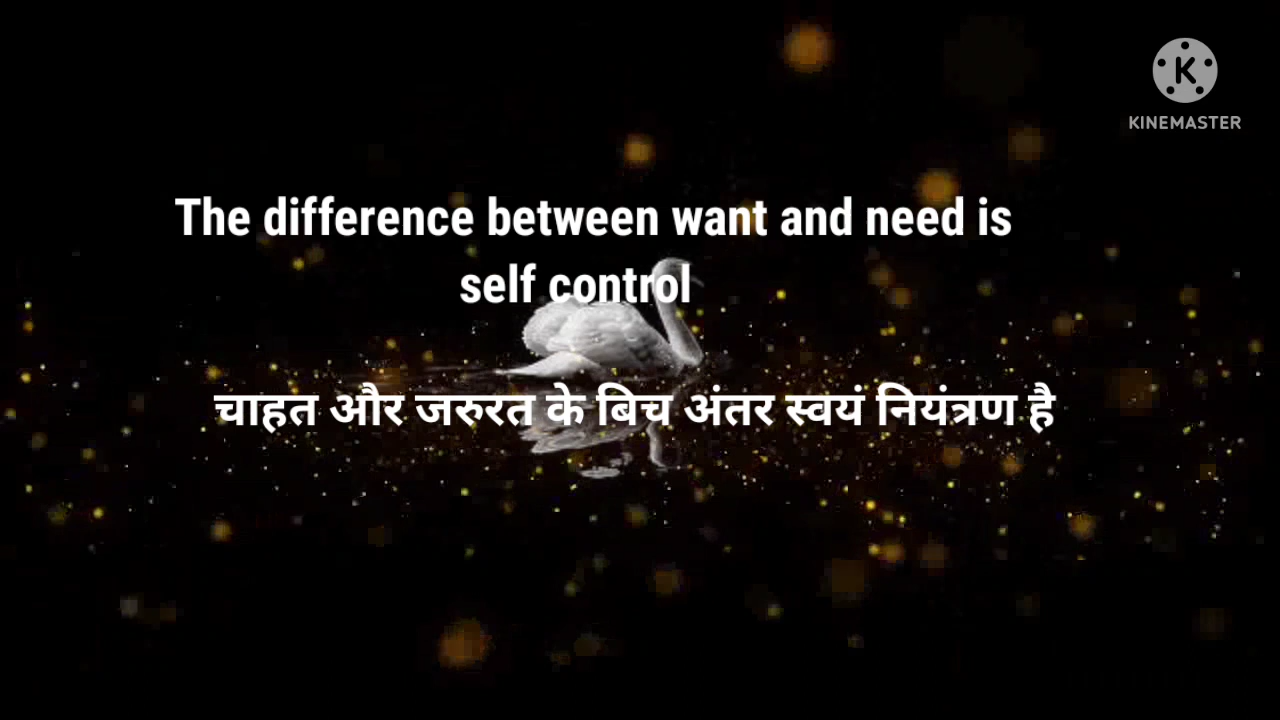 K
KINEMASTER
The difference between want and need is
self control
चाहत और जरुरत के बिच अंतर स्वयं नियंत्रण है